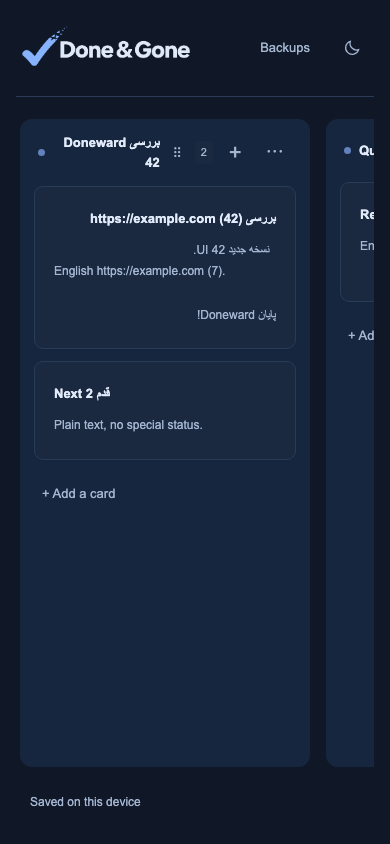 Done & Gone
Backups
بررسی Doneward
42
2
بررسی https://example.com (42)
نسخه جدید UI 42.
English https://example.com (7).
پایان Doneward!
Next 2 قدم
Plain text, no special status.
+ Add a card
Qu
Re
En
+ Ad
Saved on this device